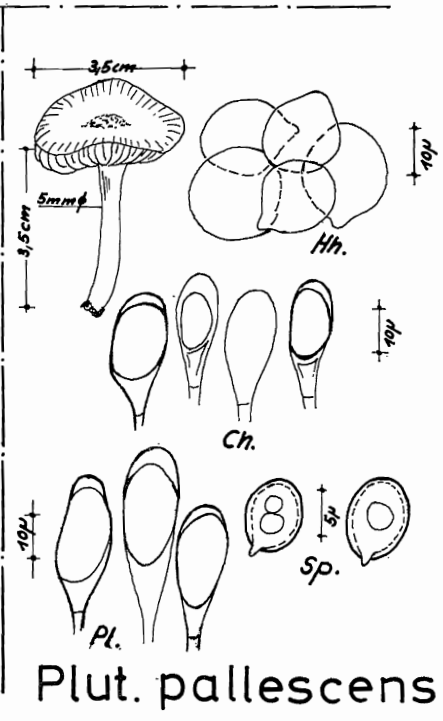 3,5cm
5mmϕ
3,5cm
10µ
Hh.
10µ
Ch.
10µ
5µ
Sp.
Pl.
Plut. pallescens